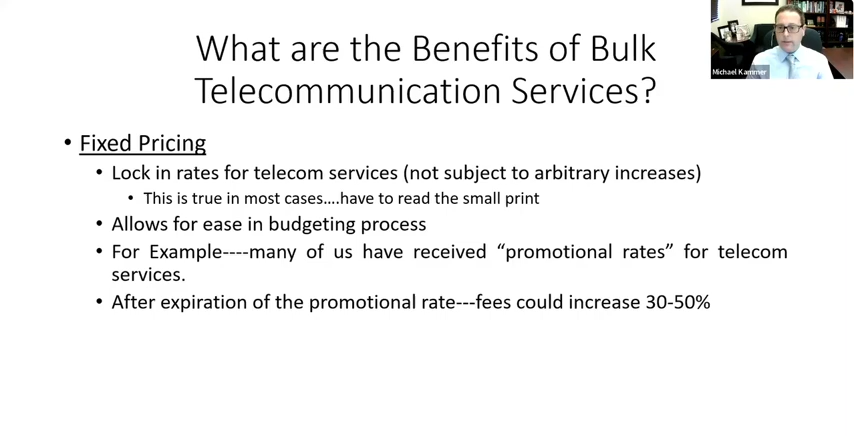 What are the Benefits of Bulk
Telecommunication Services?
Michael Kammer
• Fixed Pricing
• Lock in rates for telecom services (not subject to arbitrary increases)
• This is true in most cases....have to read the small print
• Allows for ease in budgeting process
• For Example----many of us have received “promotional rates” for telecom
services.
• After expiration of the promotional rate---fees could increase 30-50%